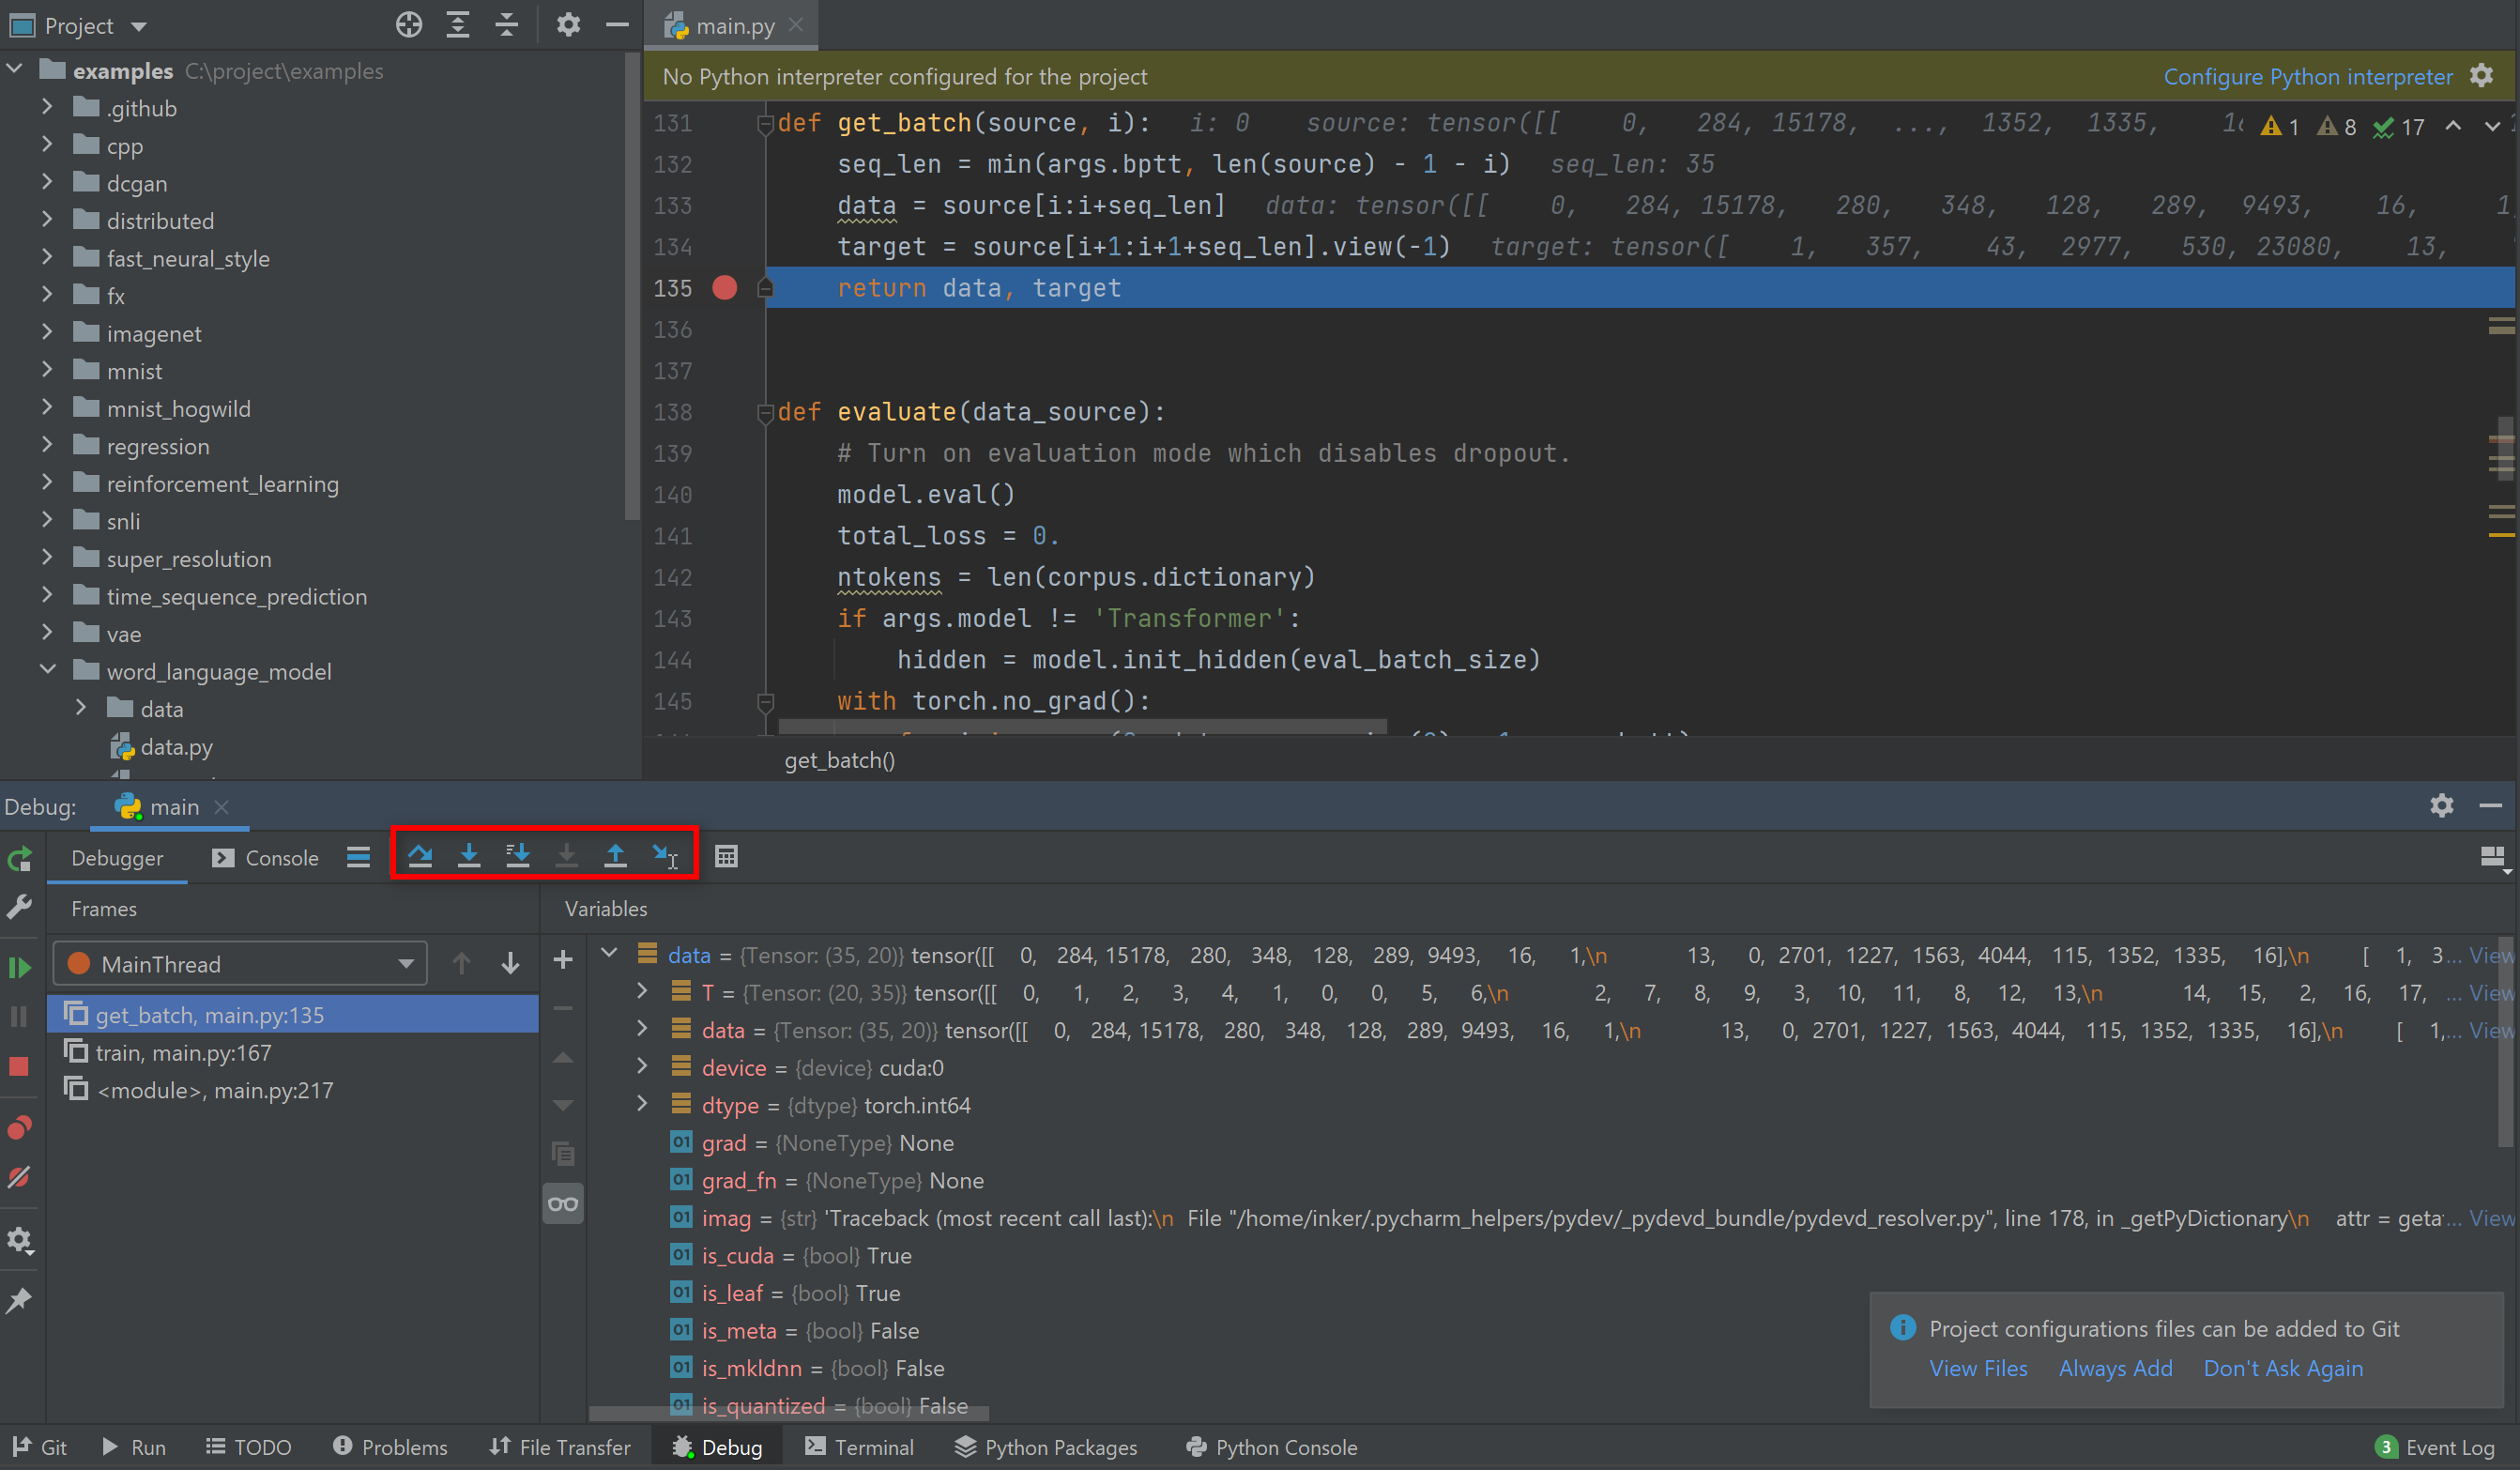 Project
main.py
examples C:\project\examples
.github
cpp
dcgan
distributed
fast_neural_style
fx
imagenet
mnist
mnist_hogwild
regression
reinforcement_learning
snli
super_resolution
time_sequence_prediction
vae
word_language_model
data
data.py
No Python interpreter configured for the project Configure Python interpreter
131 def get_batch(source, i): i: 0 source: tensor([[ 0, 284, 15178, ..., 1352, 1335, 1 8 17
132 seq_len = min(args.bptt, len(source) - 1 - i) seq_len: 35
133 data = source[i:i+seq_len] data: tensor([[ 0, 284, 15178, 280, 348, 128, 289, 9493, 16, 1
134 target = source[i+1:i+1+seq_len].view(-1) target: tensor([ 1, 357, 43, 2977, 530, 23080, 13,
135 return data, target
136
137
138 def evaluate(data_source):
139 # Turn on evaluation mode which disables dropout.
140 model.eval()
141 total_loss = 0.
142 ntokens = len(corpus.dictionary)
143 if args.model != 'Transformer':
144 hidden = model.init_hidden(eval_batch_size)
145 with torch.no_grad():
get_batch()
Debug: main
Debugger Console
Frames Variables
MainThread
get_batch, main.py:135
train, main.py:167
<module>, main.py:217
data = {Tensor: (35, 20)} tensor([[ 0, 284, 15178, 280, 348, 128, 289, 9493, 16, 1,\n 13, 0, 2701, 1227, 1563, 4044, 115, 1352, 1335, 16],\n [ 1, 3... View
T = {Tensor: (20, 35)} tensor([[ 0, 1, 2, 3, 4, 1, 0, 0, 5, 6,\n 2, 7, 8, 9, 3, 10, 11, 8, 12, 13,\n 14, 15, 2, 16, 17, ... View
data = {Tensor: (35, 20)} tensor([[ 0, 284, 15178, 280, 348, 128, 289, 9493, 16, 1,\n 13, 0, 2701, 1227, 1563, 4044, 115, 1352, 1335, 16],\n [ 1,... View
device = {device} cuda:0
dtype = {dtype} torch.int64
grad = {NoneType} None
grad_fn = {NoneType} None
imag = {str} 'Traceback (most recent call last):\n File "/home/inker/.pycharm_helpers/pydev/_pydevd_bundle/pydevd_resolver.py", line 178, in _getPyDictionary\n attr = geta... View
is_cuda = {bool} True
is_leaf = {bool} True
is_meta = {bool} False
is_mkldnn = {bool} False
is_quantized = {bool} False
Project configurations files can be added to Git
View Files Always Add Don't Ask Again
Git Run TODO Problems File Transfer Debug Terminal Python Packages Python Console 3 Event Log